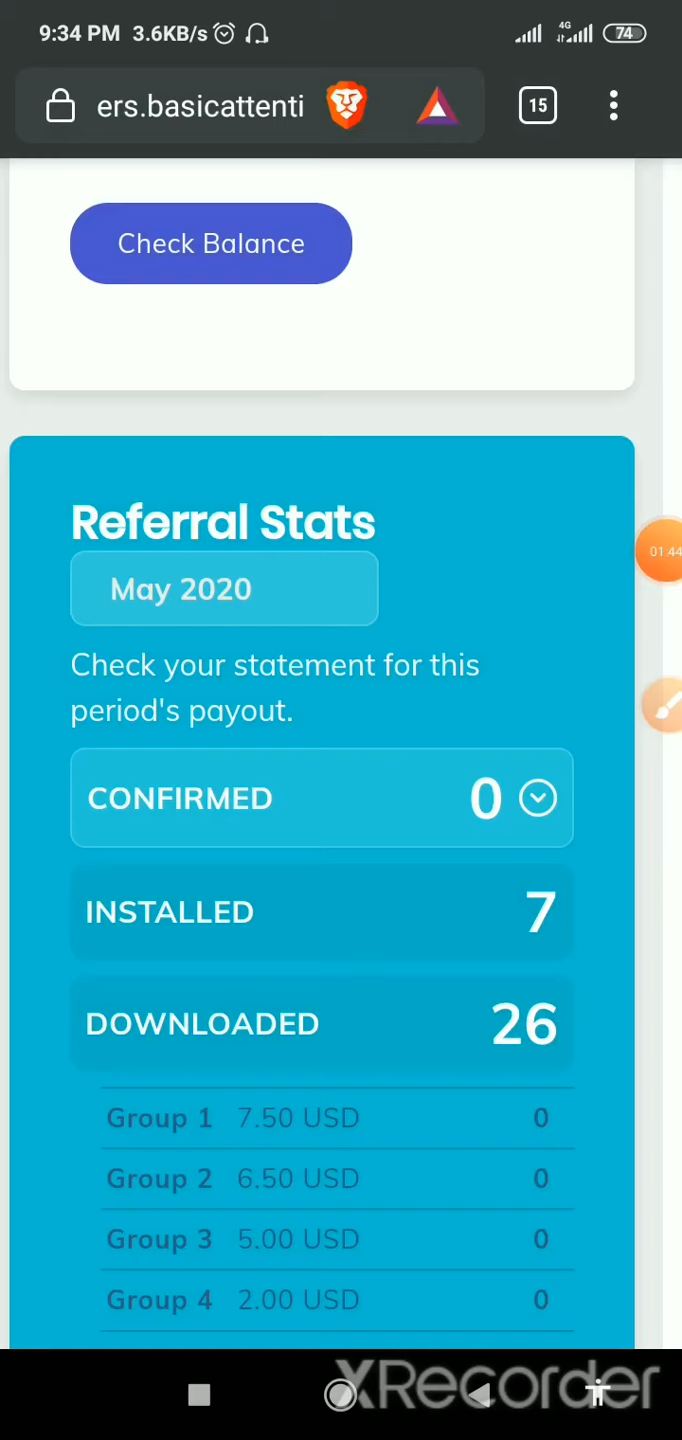 9:34 PM 3.6KB/s 4G 74
ers.basicattenti 15
Check Balance
Referral Stats
May 2020
Check your statement for this
period's payout.
CONFIRMED 0
INSTALLED 7
DOWNLOADED 26
Group 1 7.50 USD 0
Group 2 6.50 USD 0
Group 3 5.00 USD 0
Group 4 2.00 USD 0
01:44
XRecorder